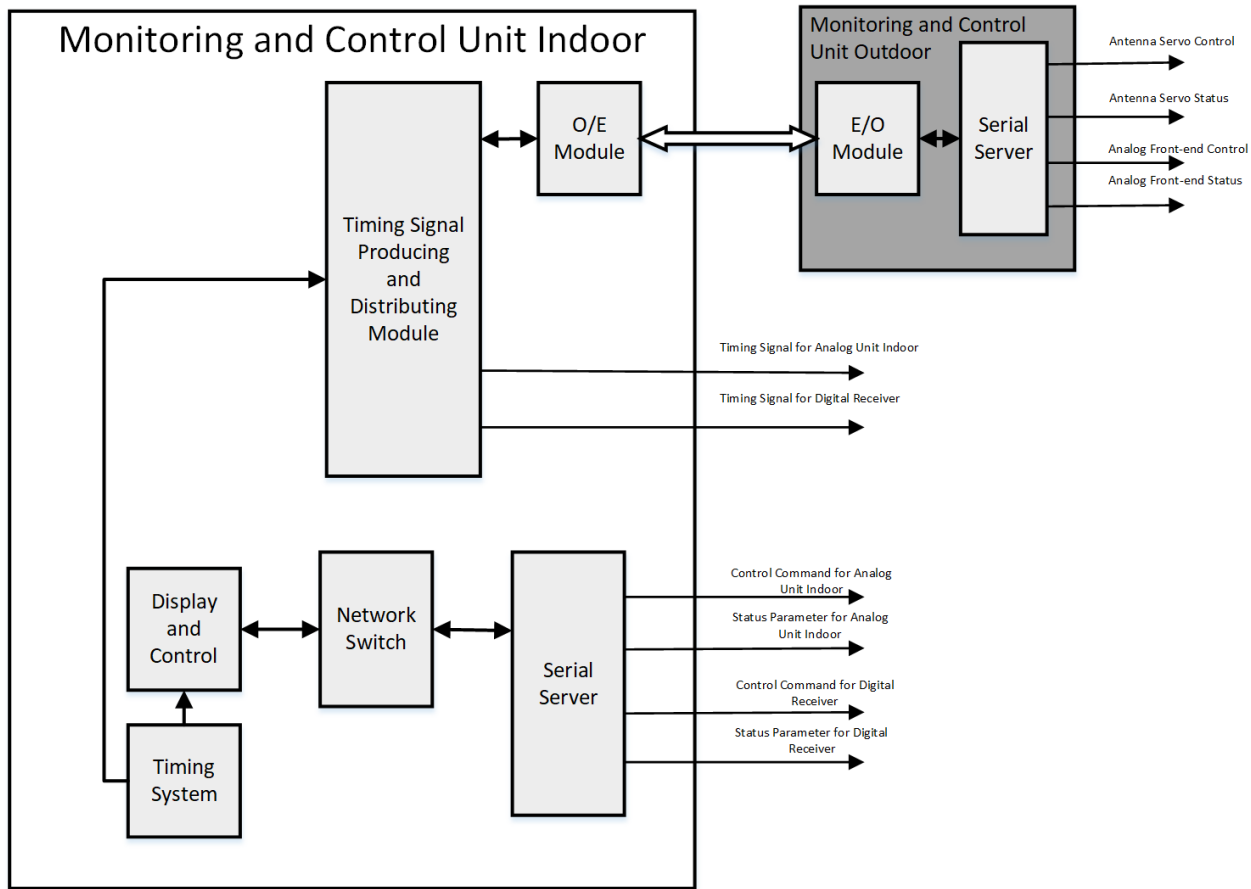 Monitoring and Control Unit Indoor
Monitoring and Control
Unit Outdoor
O/E
Module
E/O
Module
Serial
Server
Antenna Servo Control
Antenna Servo Status
Analog Front-end Control
Analog Front-end Status
Timing Signal
Producing
and
Distributing
Module
Timing Signal for Analog Unit Indoor
Timing Signal for Digital Receiver
Display
and
Control
Network
Switch
Serial
Server
Timing
System
Control Command for Analog
Unit Indoor
Status Parameter for Analog
Unit Indoor
Control Command for Digital
Receiver
Status Parameter for Digital
Receiver